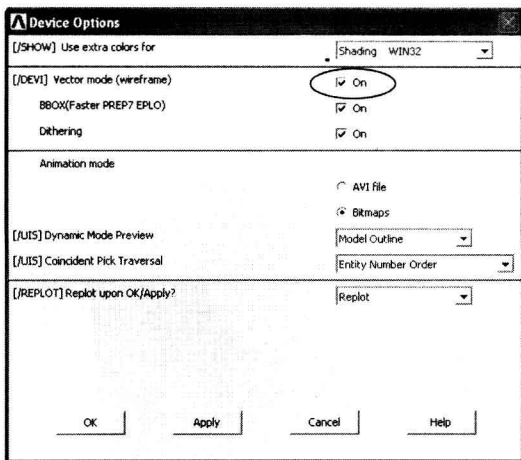 Device Options
[/SHOW] Use extra colors for Shading WIN32
[/DEVI] Vector mode (wireframe) On
BBOX(Faster PREP7 EPLO) On
Dithering On
Animation mode
AVI file
Bitmaps
[/UIS] Dynamic Mode Preview Model Outline
[/UIS] Coincident Pick Traversal Entity Number Order
[/REPLOT] Replot upon OK/Apply? Replot
OK Apply Cancel Help